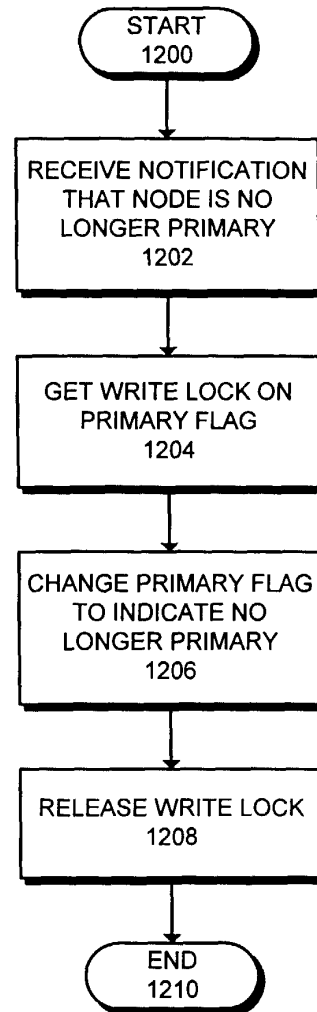 START
1200
RECEIVE NOTIFICATION
THAT NODE IS NO
LONGER PRIMARY
1202
GET WRITE LOCK ON
PRIMARY FLAG
1204
CHANGE PRIMARY FLAG
TO INDICATE NO
LONGER PRIMARY
1206
RELEASE WRITE LOCK
1208
END
1210